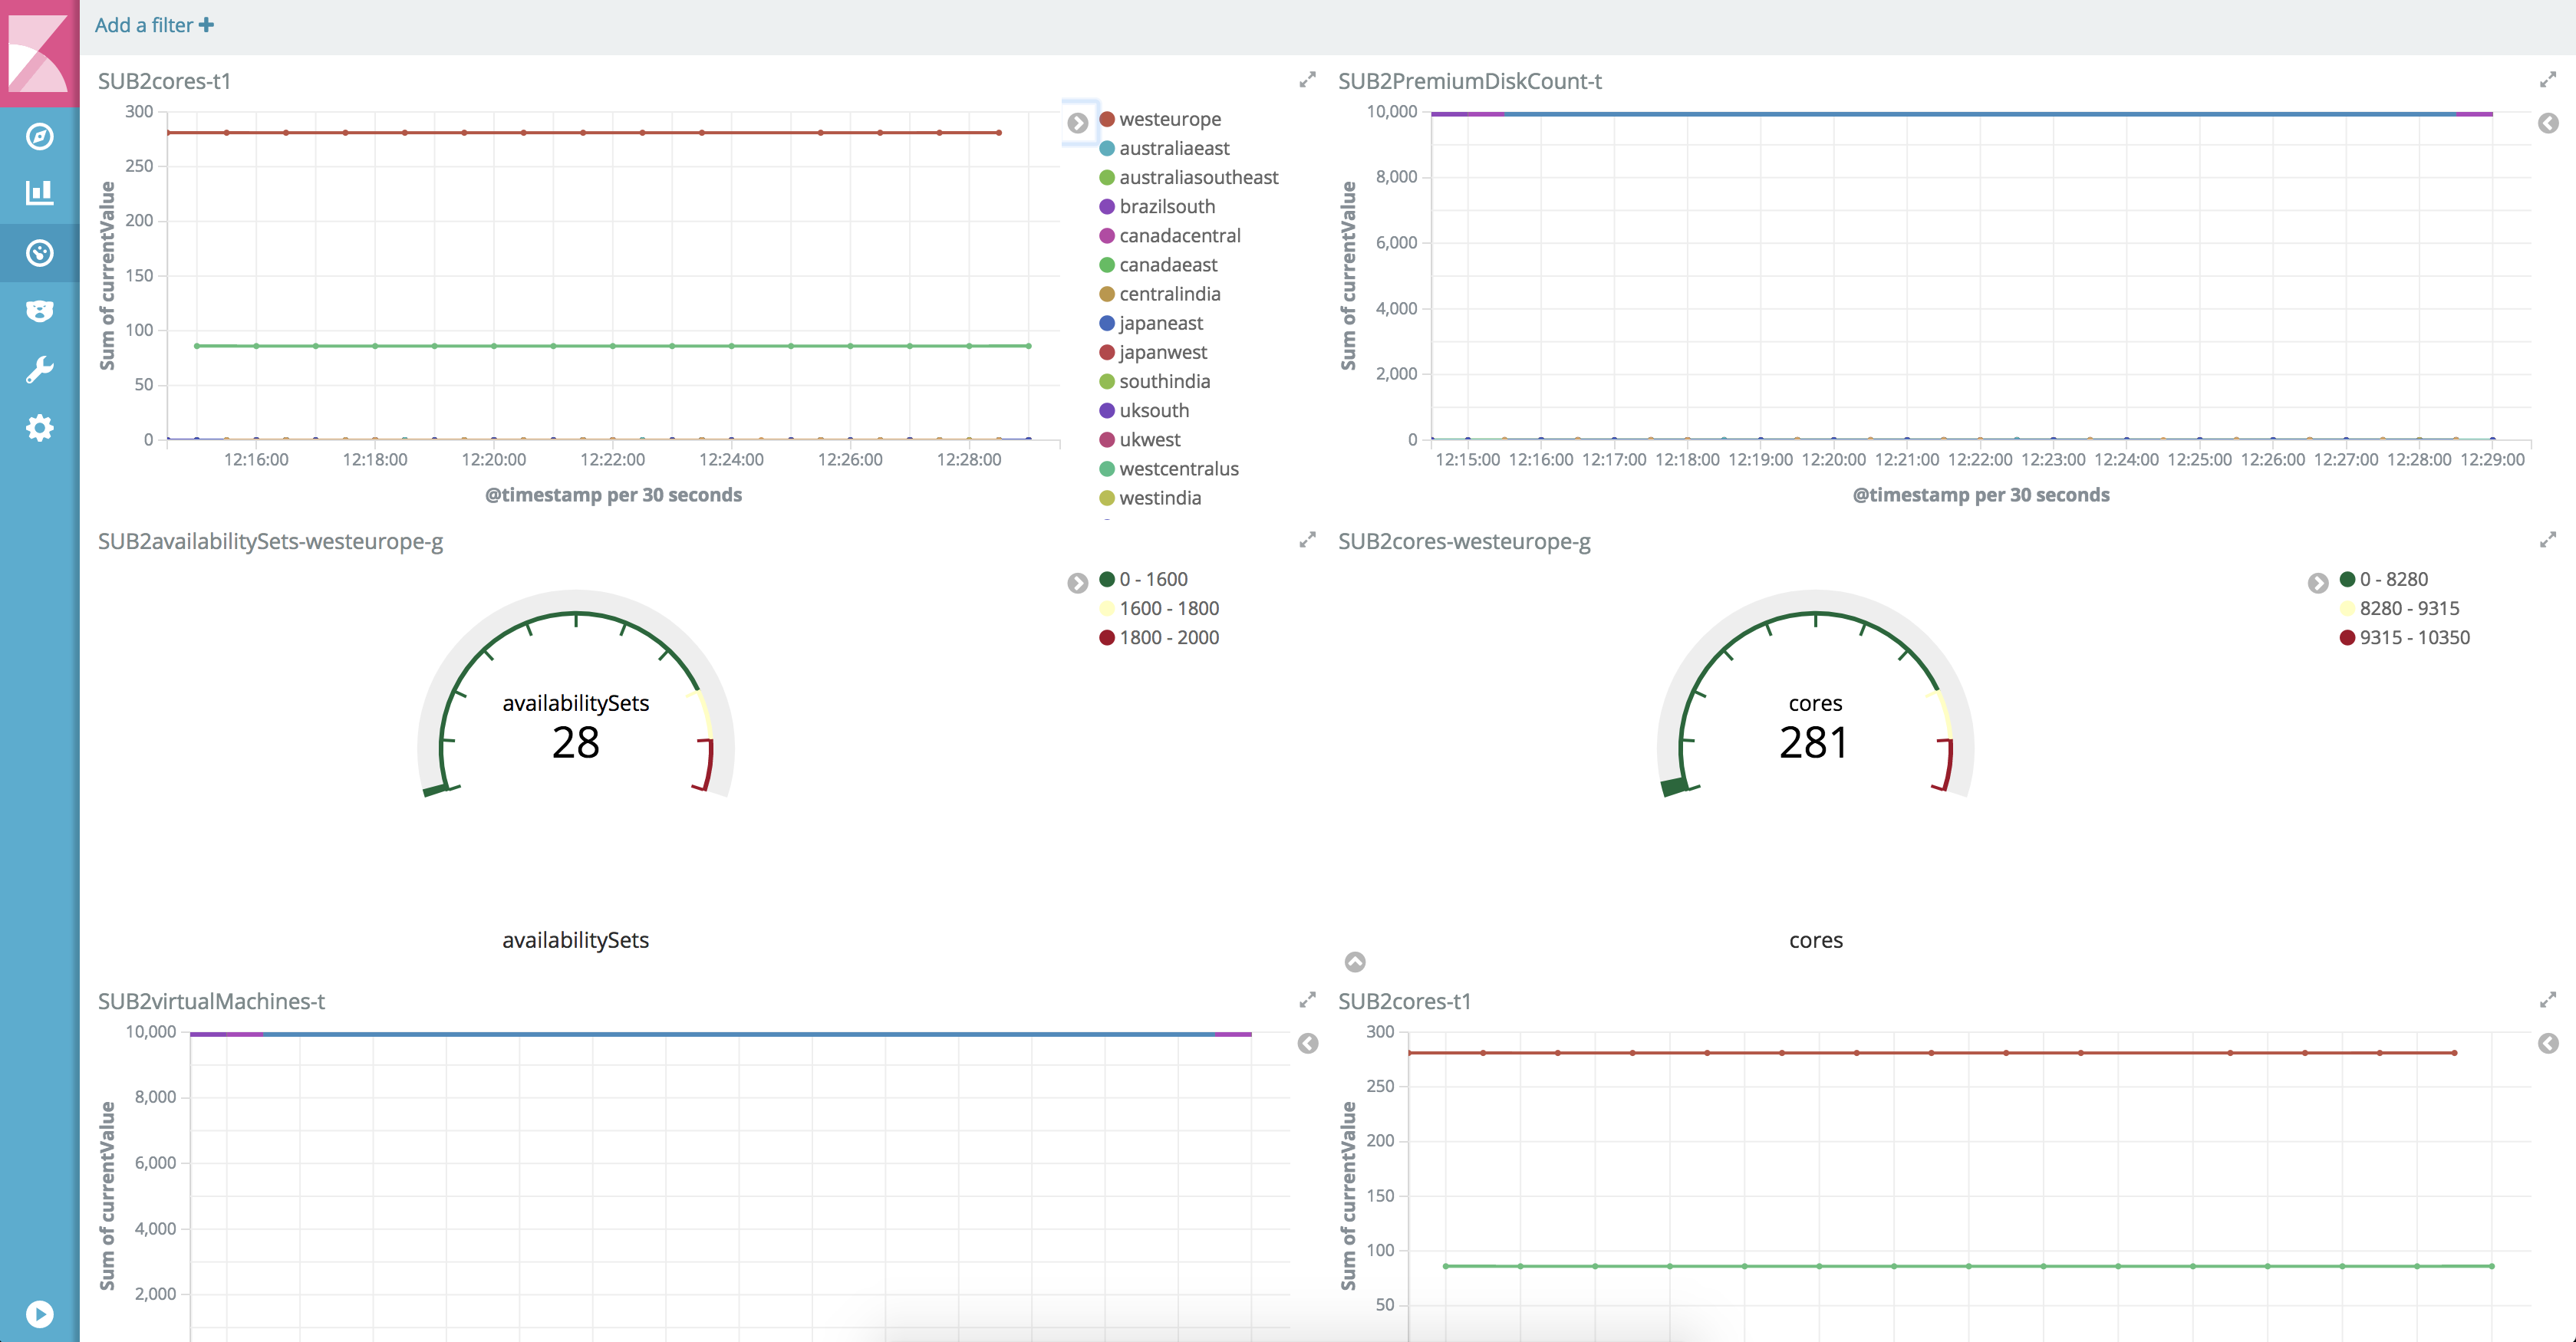 Add a filter
SUB2cores-t1
300
250
200
150
100
50
0
Sum of currentValue
12:16:00 12:18:00 12:20:00 12:22:00 12:24:00 12:26:00 12:28:00
@timestamp per 30 seconds
westeurope
australiaeast
australiasoutheast
brazilsouth
canadacentral
canadaeast
centralindia
japaneast
japanwest
southindia
uksouth
ukwest
westcentralus
westindia
SUB2PremiumDiskCount-t
10,000
8,000
6,000
4,000
2,000
0
Sum of currentValue
12:15:00 12:16:00 12:17:00 12:18:00 12:19:00 12:20:00 12:21:00 12:22:00 12:23:00 12:24:00 12:25:00 12:26:00 12:27:00 12:28:00 12:29:00
@timestamp per 30 seconds
SUB2availabilitySets-westeurope-g
0 - 1600
1600 - 1800
1800 - 2000
availabilitySets
28
availabilitySets
SUB2cores-westeurope-g
0 - 8280
8280 - 9315
9315 - 10350
cores
281
cores
SUB2virtualMachines-t
10,000
8,000
6,000
4,000
2,000
Sum of currentValue
SUB2cores-t1
300
250
200
150
100
50
Sum of currentValue